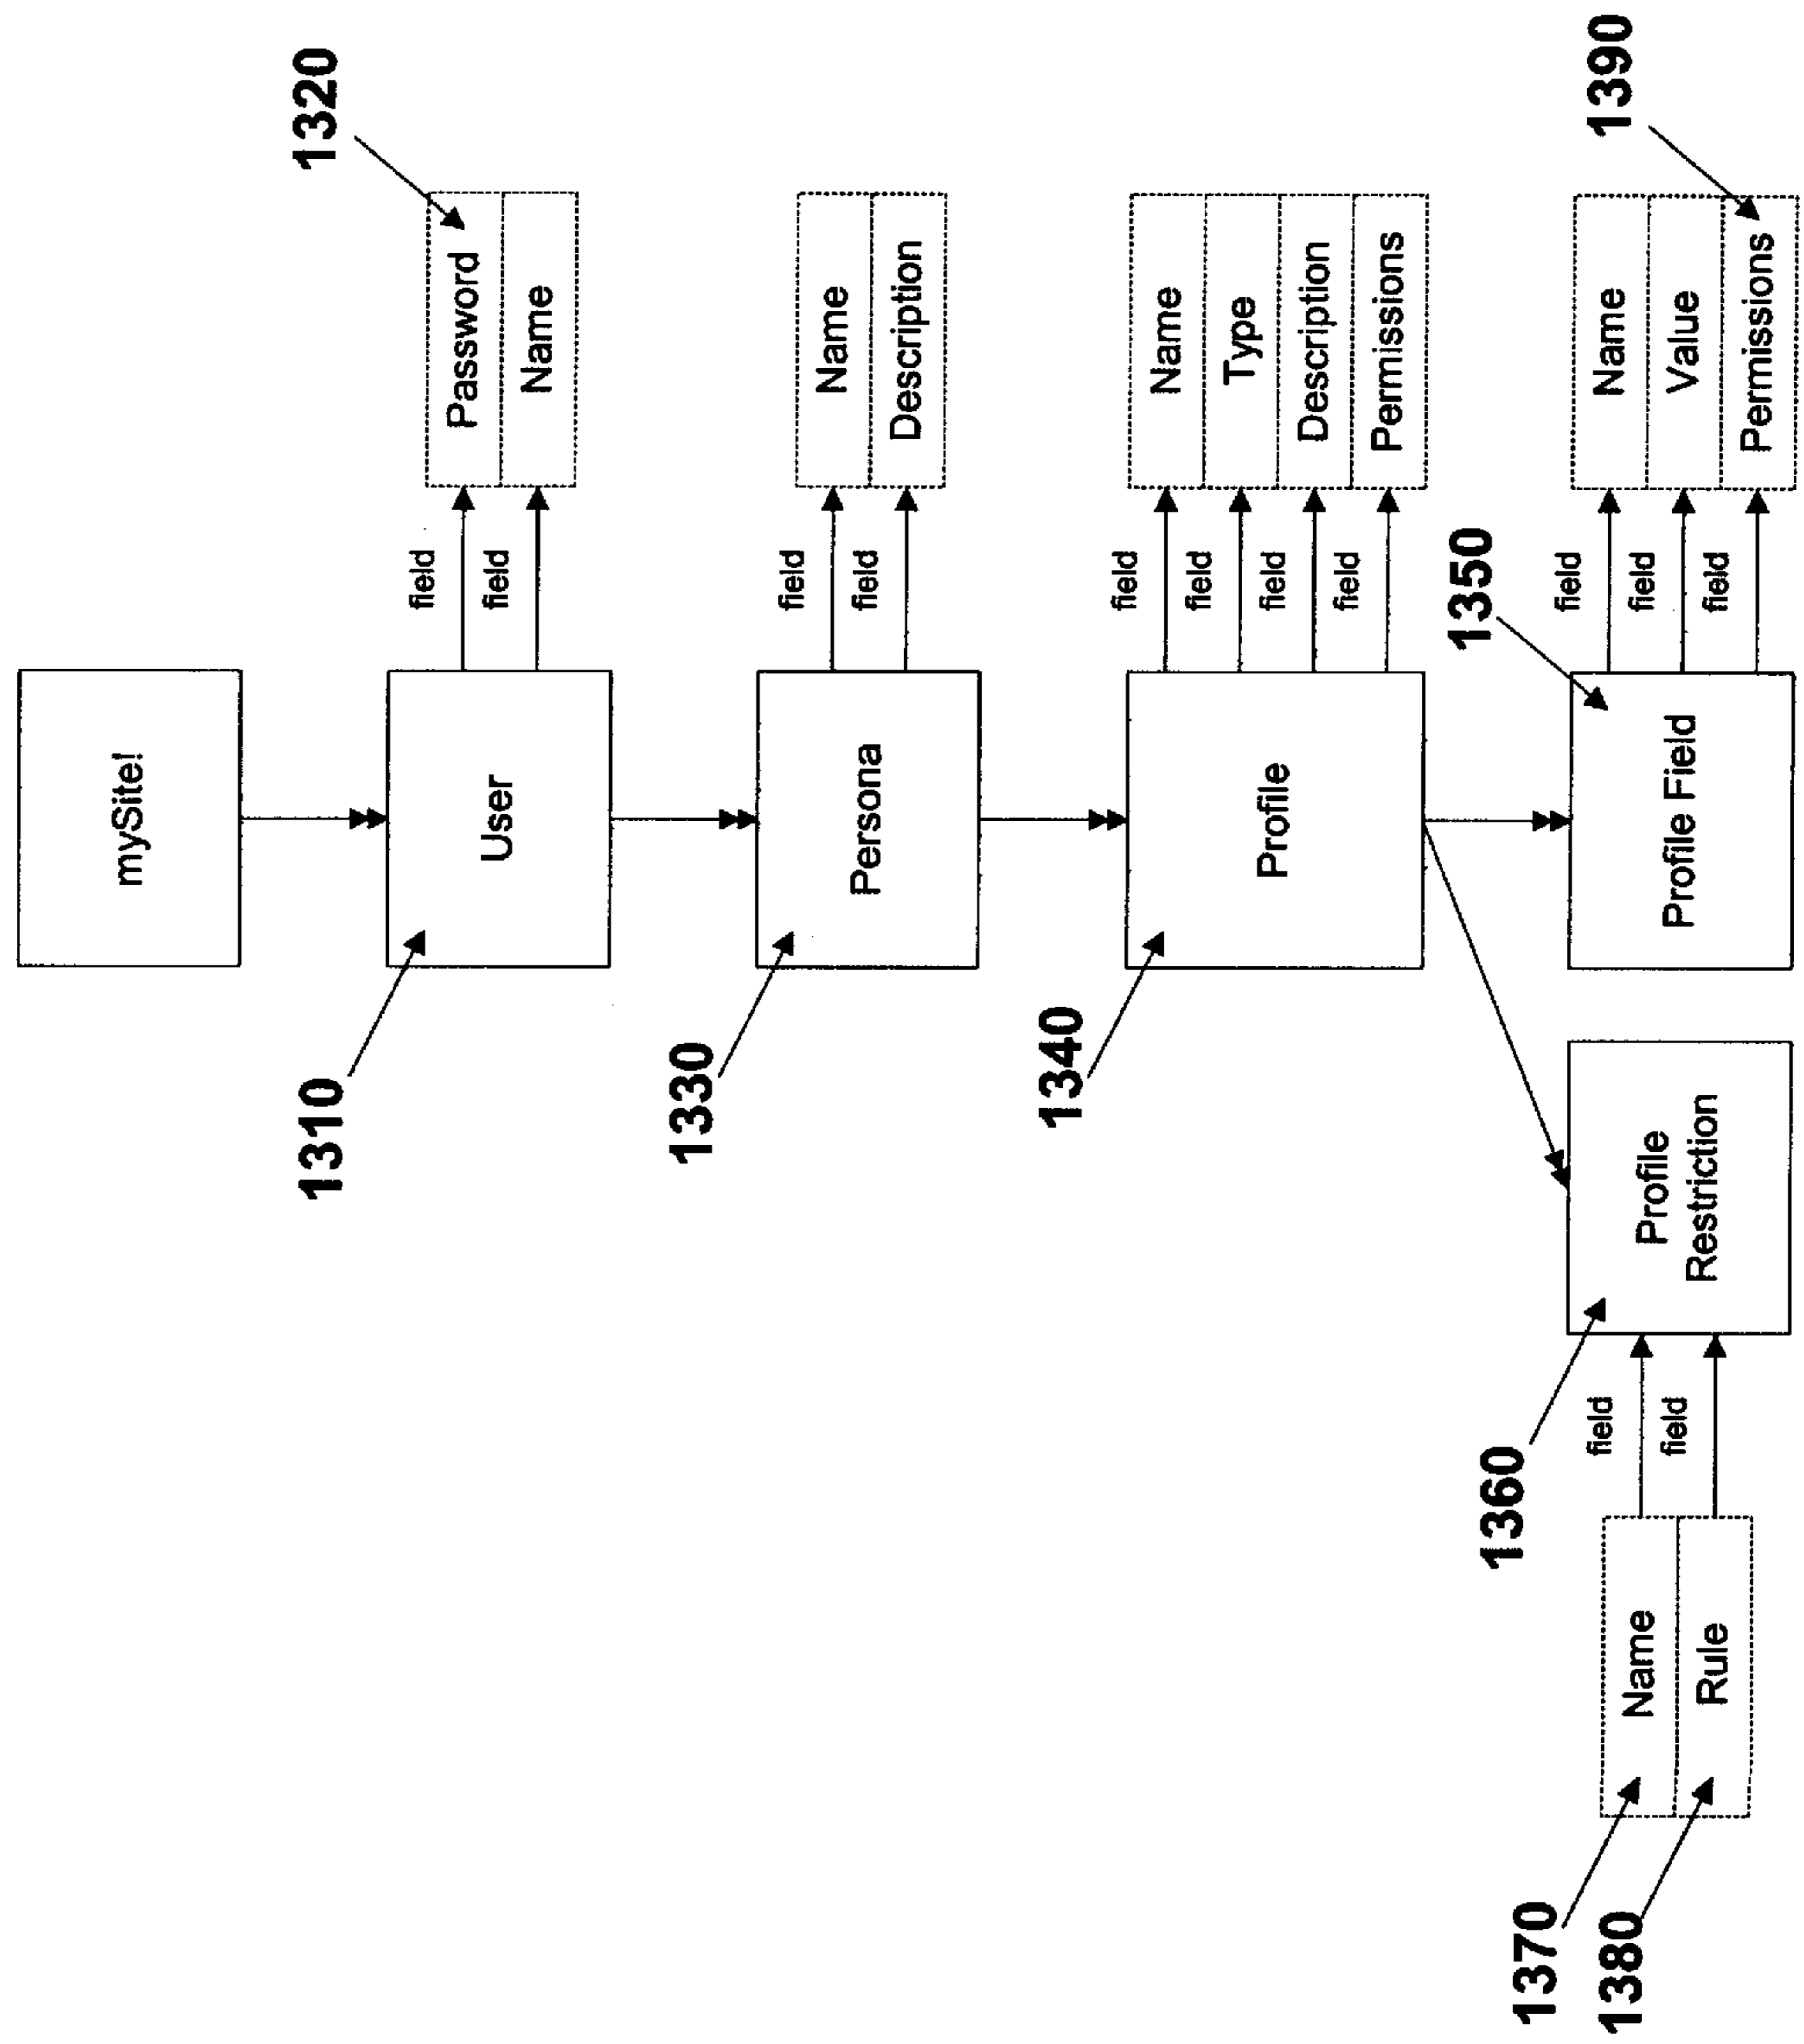 mySite!
1320
Password
Name
field
field
User
1310
Name
Description
field
field
Persona
1330
Name
Type
Description
Permissions
field
field
field
field
Profile
1340
1390
Name
Value
Permissions
field
field
field
1350
Profile Field
Profile
Restriction
1360
field
field
Name
Rule
1370
1380